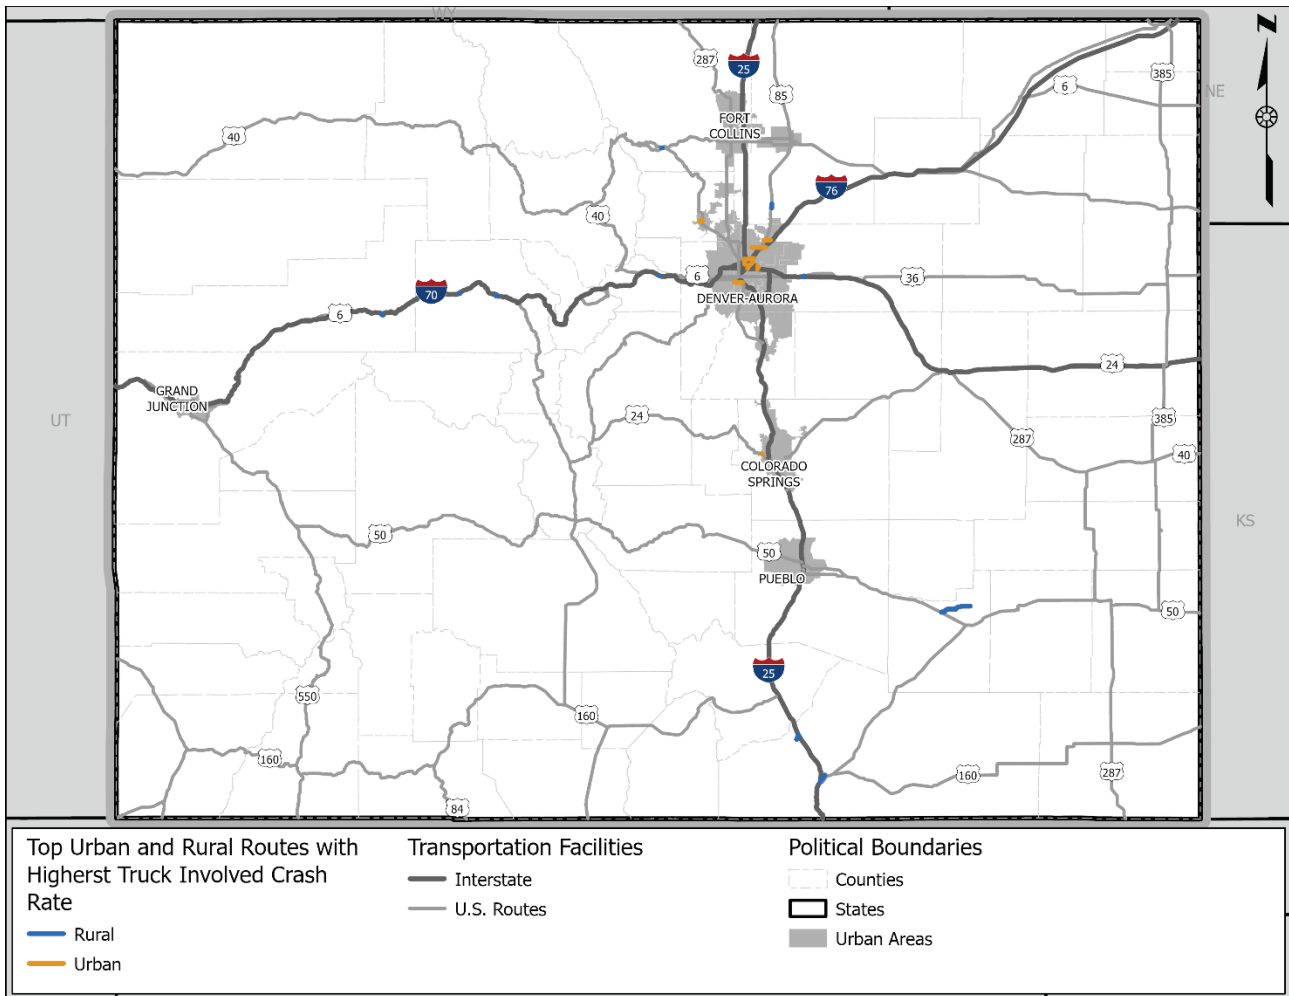 WY
287
25
85
6
385
NE
N
FORT
COLLINS
40
76
40
6
36
70
DENVER-AURORA
6
24
GRAND
JUNCTION
UT
24
385
287
40
COLORADO
SPRINGS
KS
50
50
PUEBLO
50
25
550
160
160
160
287
84
Top Urban and Rural Routes with
Higherst Truck Involved Crash
Rate
Rural
Urban
Transportation Facilities
Interstate
U.S. Routes
Political Boundaries
Counties
States
Urban Areas